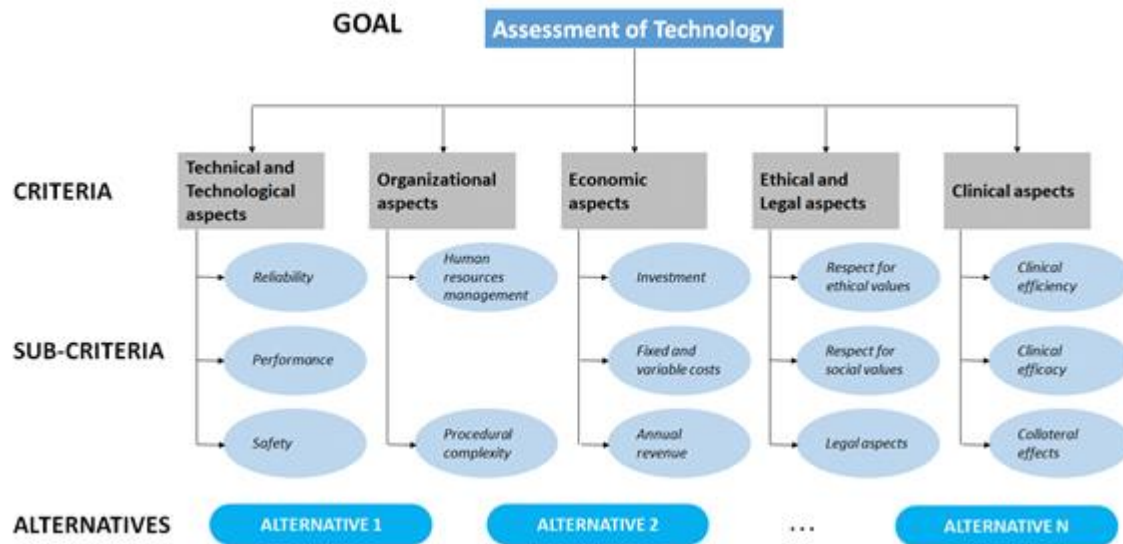 GOAL
Assessment of Technology
CRITERIA
Technical and
Technological
aspects
Organizational
aspects
Economic
aspects
Ethical and
Legal aspects
Clinical aspects
SUB-CRITERIA
Reliability
Human
resources
management
Investment
Respect for
ethical values
Clinical
efficiency
Performance
Fixed and
variable costs
Respect for
social values
Clinical
efficacy
Safety
Procedural
complexity
Annual
revenue
Legal aspects
Collateral
effects
ALTERNATIVES
ALTERNATIVE 1
ALTERNATIVE 2
...
ALTERNATIVE N